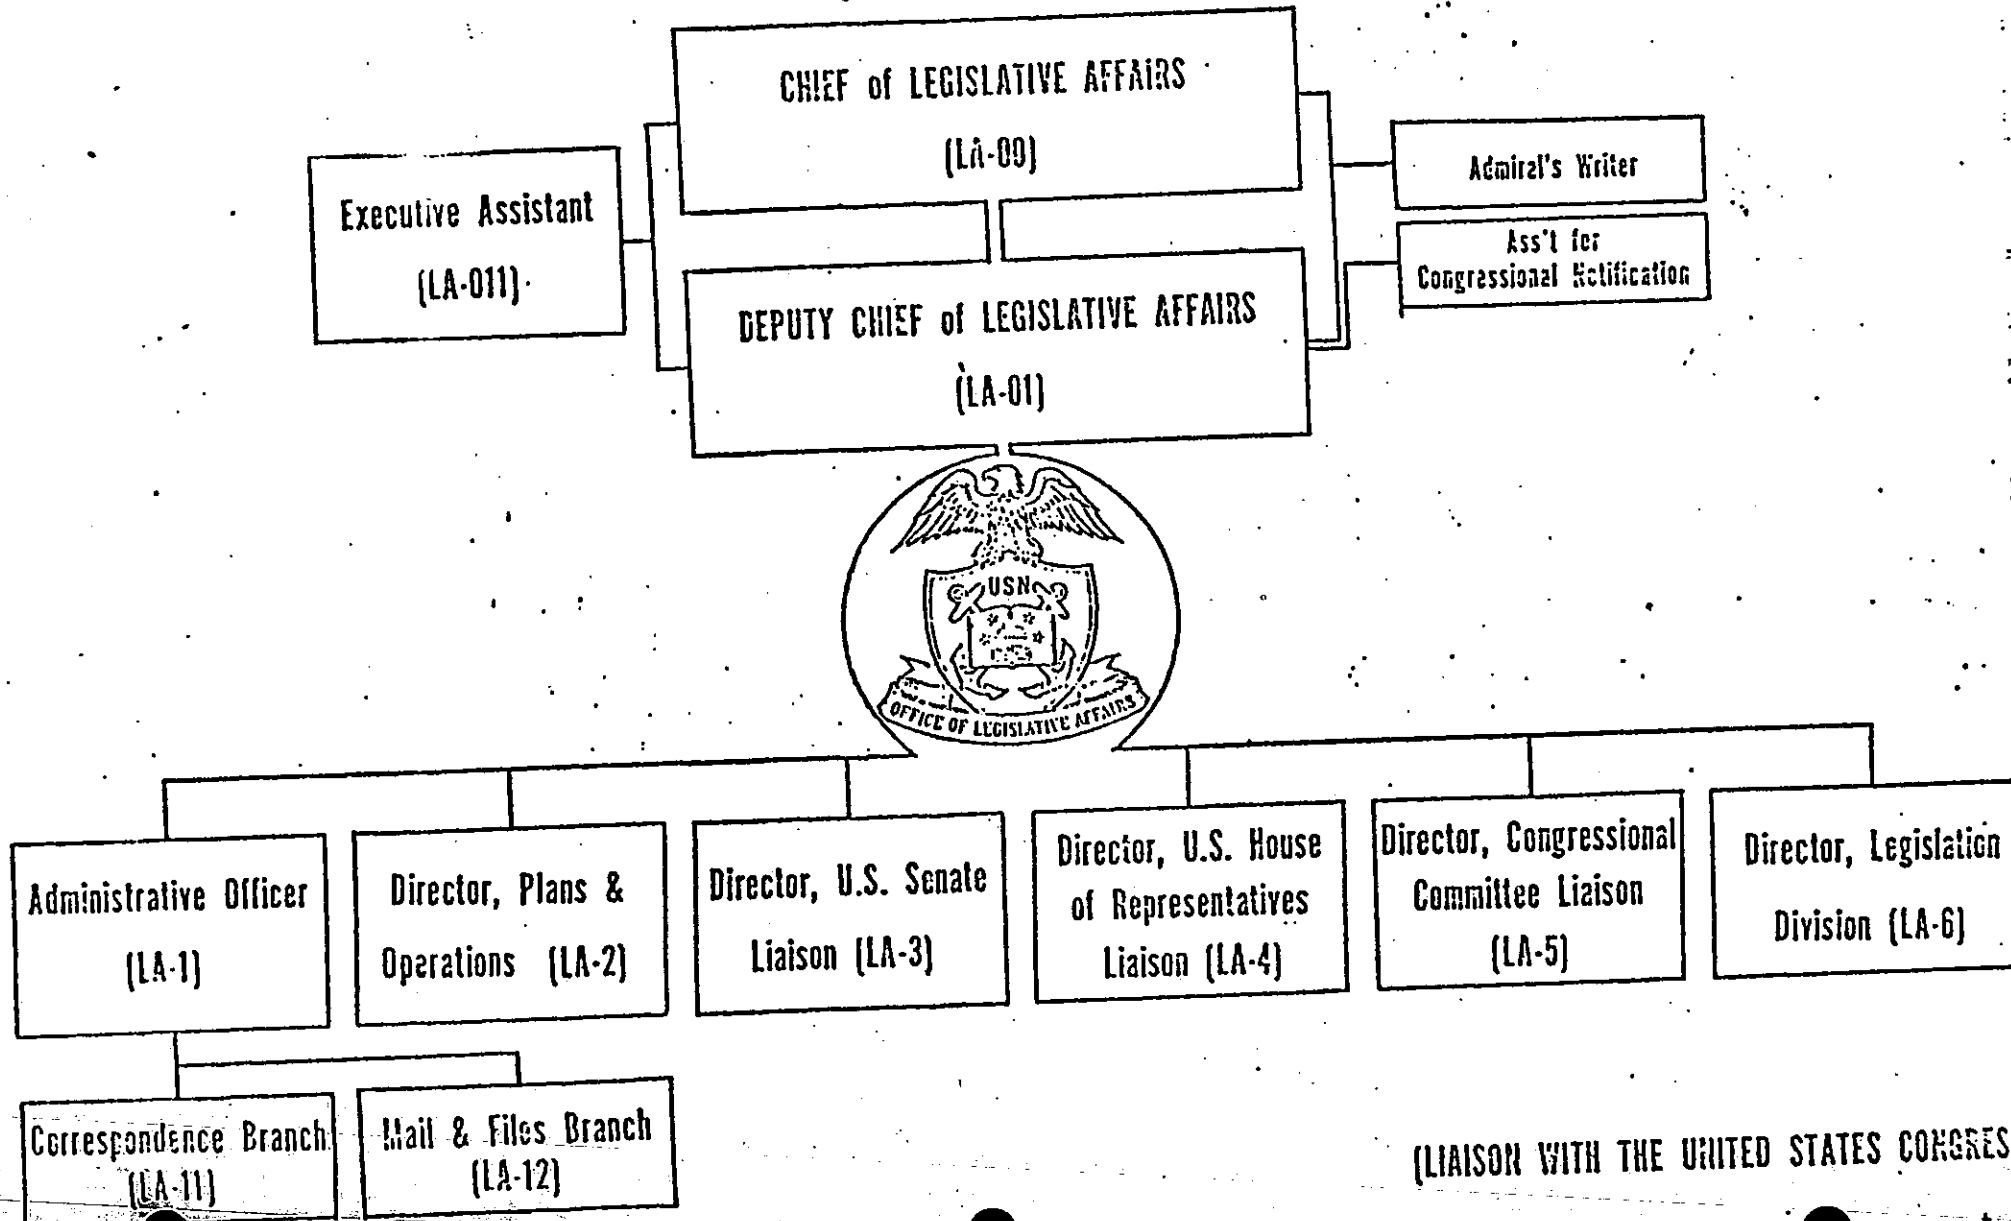 CHIEF of LEGISLATIVE AFFAIRS
(LA-00)
Executive Assistant
(LA-011)
Admiral's Writer
Ass't for
Congressional Notification
DEPUTY CHIEF of LEGISLATIVE AFFAIRS
(LA-01)
USN
OFFICE OF LEGISLATIVE AFFAIRS
Administrative Officer
(LA-1)
Director, Plans &
Operations (LA-2)
Director, U.S. Senate
Liaison (LA-3)
Director, U.S. House
of Representatives
Liaison (LA-4)
Director, Congressional
Committee Liaison
(LA-5)
Director, Legislation
Division (LA-6)
Correspondence Branch
(LA-11)
Mail & Files Branch
(LA-12)
(LIAISON WITH THE UNITED STATES CONGRES